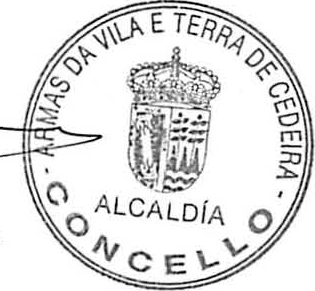 - ARMAS DA VILA E TERRA DE CEDEIRA -
ALCALDÍA
CONCELLO